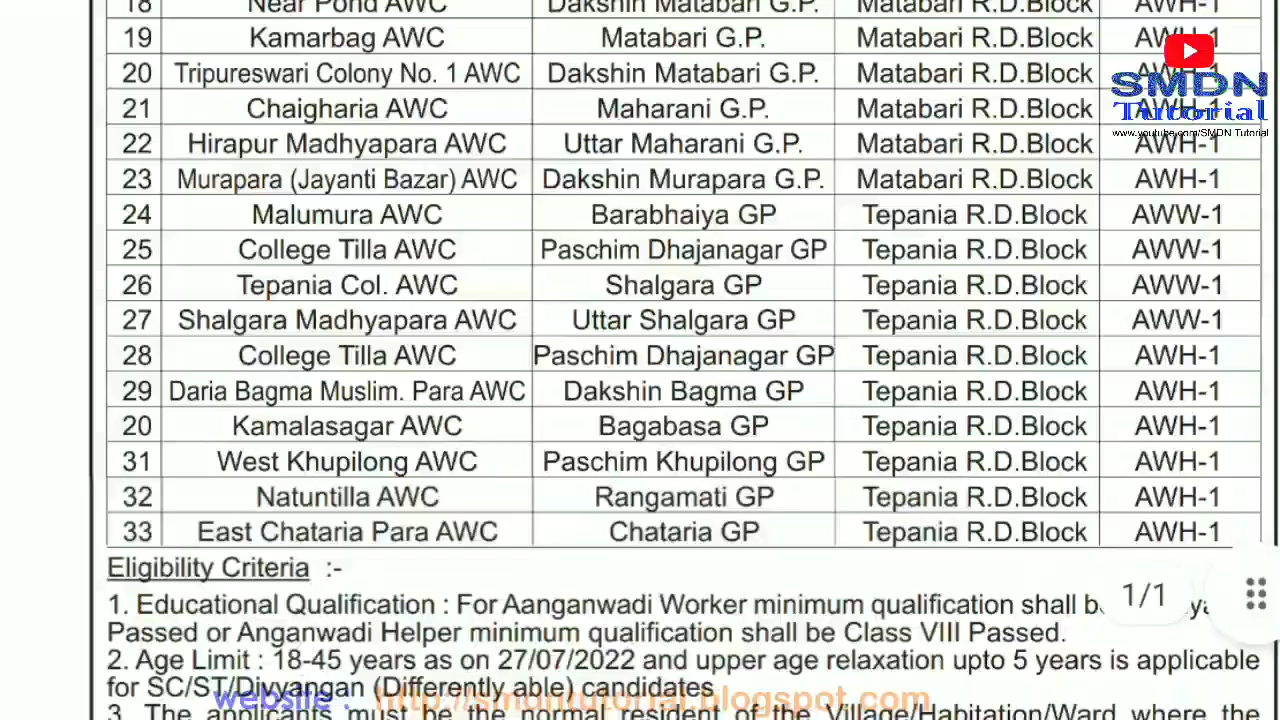 18 Near Pond AWC Dakshin Matabari G.P. Matabari R.D.Block AWH-1
19 Kamarbag AWC Matabari G.P. Matabari R.D.Block AWH-1
20 Tripureswari Colony No. 1 AWC Dakshin Matabari G.P. Matabari R.D.Block AWH-1
SMDN
21 Chaigharia AWC Maharani G.P. Matabari R.D.Block AWH-1
Tutorial
www.youtube.com/SMDN Tutorial
22 Hirapur Madhyapara AWC Uttar Maharani G.P. Matabari R.D.Block AWH-1
23 Murapara (Jayanti Bazar) AWC Dakshin Murapara G.P. Matabari R.D.Block AWH-1
24 Malumura AWC Barabhaiya GP Tepania R.D.Block AWW-1
25 College Tilla AWC Paschim Dhajanagar GP Tepania R.D.Block AWW-1
26 Tepania Col. AWC Shalgara GP Tepania R.D.Block AWW-1
27 Shalgara Madhyapara AWC Uttar Shalgara GP Tepania R.D.Block AWW-1
28 College Tilla AWC Paschim Dhajanagar GP Tepania R.D.Block AWH-1
29 Daria Bagma Muslim. Para AWC Dakshin Bagma GP Tepania R.D.Block AWH-1
20 Kamalasagar AWC Bagabasa GP Tepania R.D.Block AWH-1
31 West Khupilong AWC Paschim Khupilong GP Tepania R.D.Block AWH-1
32 Natuntilla AWC Rangamati GP Tepania R.D.Block AWH-1
33 East Chataria Para AWC Chataria GP Tepania R.D.Block AWH-1
Eligibility Criteria :-
1/1
1. Educational Qualification : For Aanganwadi Worker minimum qualification shall
Passed or Anganwadi Helper minimum qualification shall be Class VIII Passed.
2. Age Limit : 18-45 years as on 27/07/2022 and upper age relaxation upto 5 years is applicable
for SC/ST/Divyangan (Differently able) candidates
website : http://smdntutorial.blogspot.com
3. The applicants must be the normal resident of the Village/Habitation/Ward where the